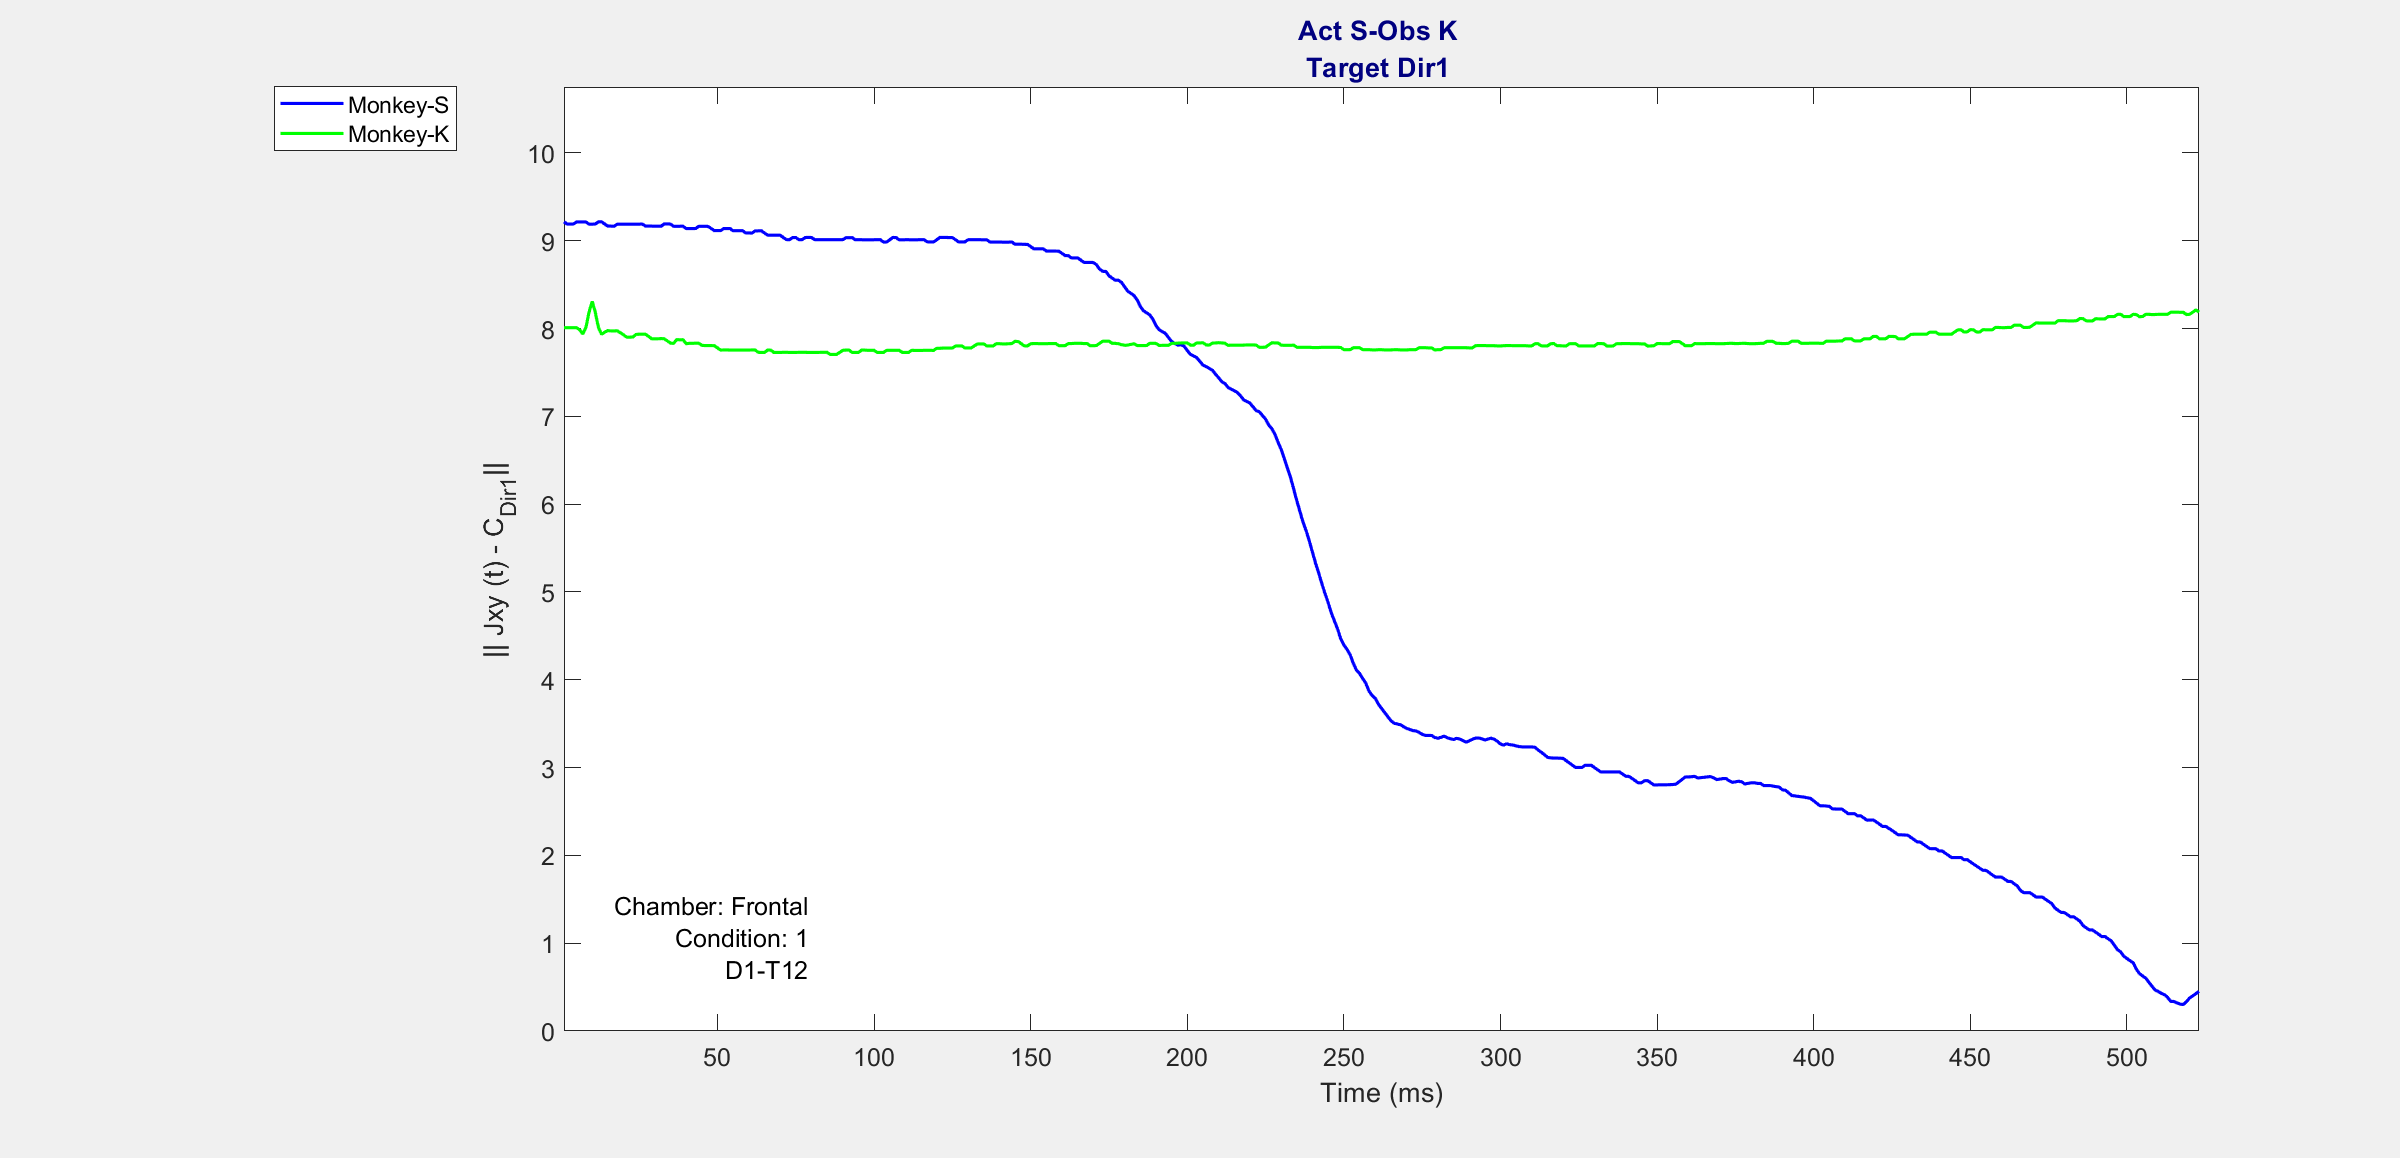 Act S-Obs K
Target Dir1
Monkey-S
Monkey-K
10
9
8
7
6
5
4
3
2
1
0
|| Jxy (t) - C_Dir1||
Chamber: Frontal
Condition: 1
D1-T12
50 100 150 200 250 300 350 400 450 500
Time (ms)